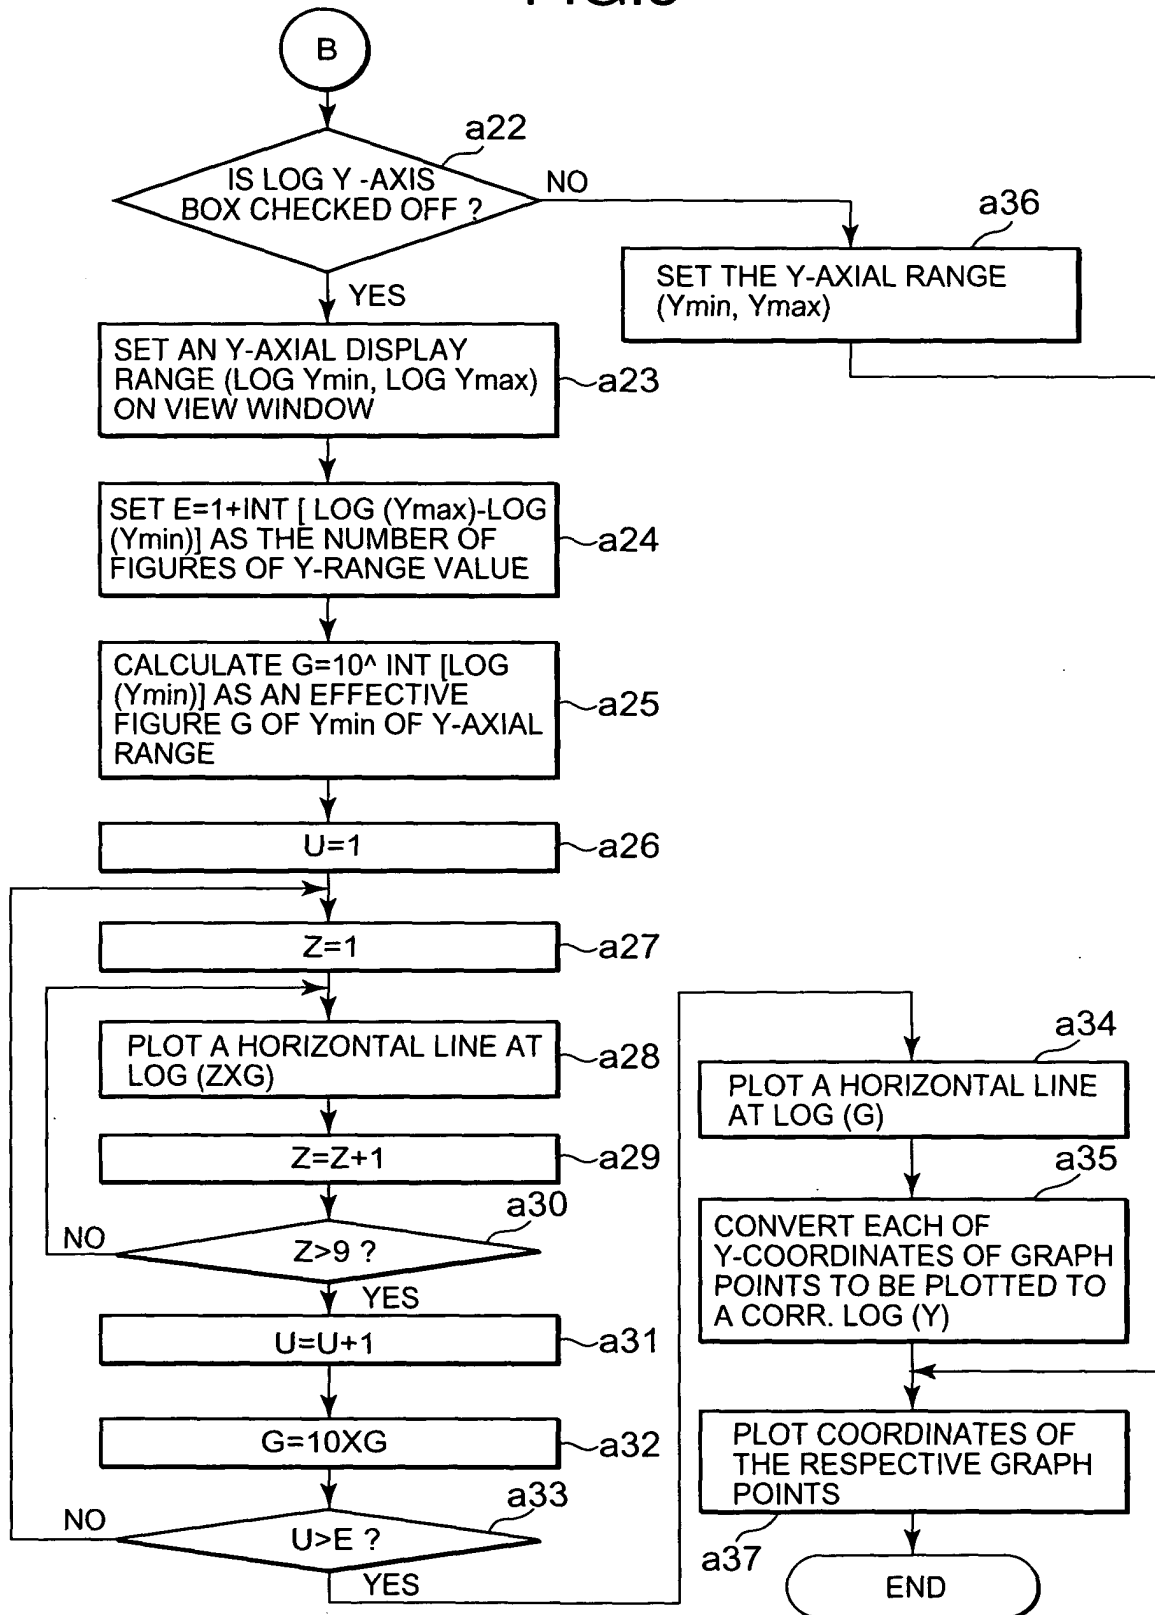 B
a22
IS LOG Y -AXIS
BOX CHECKED OFF ?
NO
YES
a36
SET THE Y-AXIAL RANGE
(Ymin, Ymax)
SET AN Y-AXIAL DISPLAY
RANGE (LOG Ymin, LOG Ymax)
ON VIEW WINDOW
a23
SET E=1+INT [ LOG (Ymax)-LOG
(Ymin)] AS THE NUMBER OF
FIGURES OF Y-RANGE VALUE
a24
CALCULATE G=10^ INT [LOG
(Ymin)] AS AN EFFECTIVE
FIGURE G OF Ymin OF Y-AXIAL
RANGE
a25
U=1
a26
Z=1
a27
PLOT A HORIZONTAL LINE AT
LOG (ZXG)
a28
Z=Z+1
a29
a30
Z>9 ?
NO
YES
U=U+1
a31
G=10XG
a32
a33
U>E ?
NO
YES
a34
PLOT A HORIZONTAL LINE
AT LOG (G)
a35
CONVERT EACH OF
Y-COORDINATES OF GRAPH
POINTS TO BE PLOTTED TO
A CORR. LOG (Y)
PLOT COORDINATES OF
THE RESPECTIVE GRAPH
POINTS
a37
END